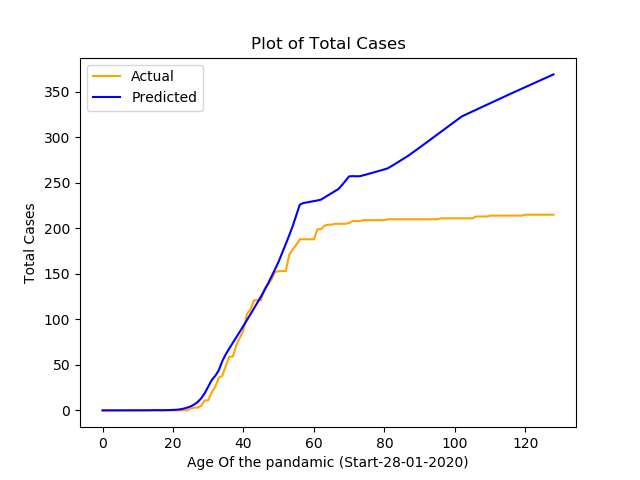 Plot of Total Cases
Actual
Predicted
Total Cases
350
300
250
200
150
100
50
0
0 20 40 60 80 100 120
Age Of the pandamic (Start-28-01-2020)